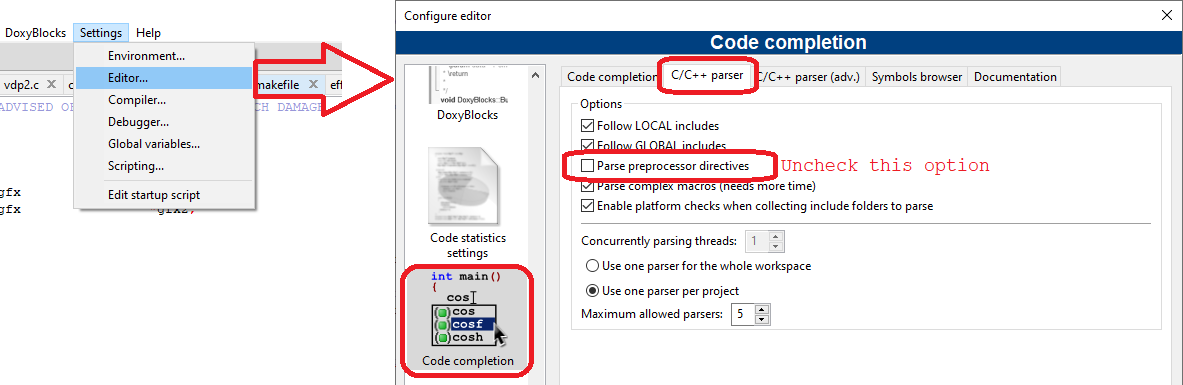 DoxyBlocks Settings Help
Environment...
Editor...
Compiler...
Debugger...
Global variables...
Scripting...
Edit startup script
vdp2.c
makefile
eff
ADVISED OF
CH DAMAGE
gfx
gfx gfx2;
Configure editor
Code completion
* \return
void DoxyBlocks::Bu
DoxyBlocks
Code statistics
settings
int main()
{
cos
cos
cosf
cosh
Code completion
Code completion C/C++ parser C/C++ parser (adv.) Symbols browser Documentation
Options
Follow LOCAL includes
Follow GLOBAL includes
Parse preprocessor directives Uncheck this option
Parse complex macros (needs more time)
Enable platform checks when collecting include folders to parse
Concurrently parsing threads: 1
Use one parser for the whole workspace
Use one parser per project
Maximum allowed parsers: 5